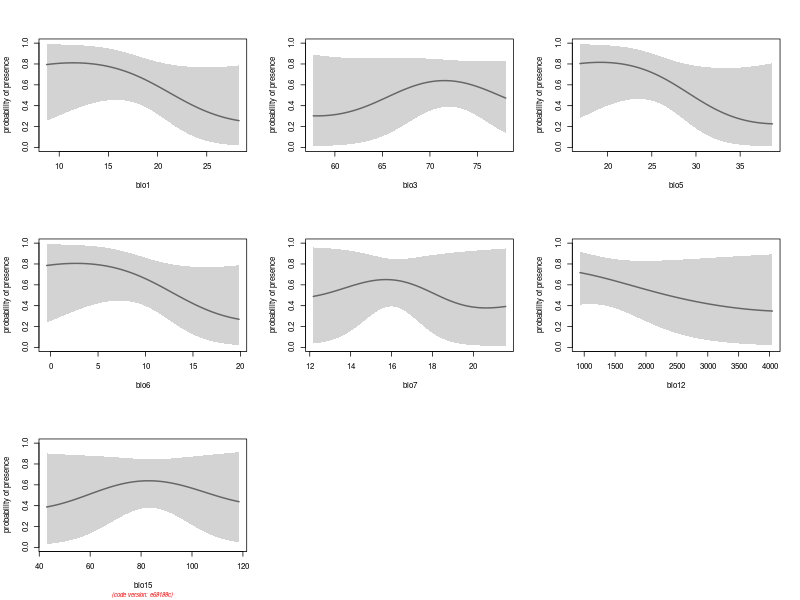 probability of presence
0.0 0.2 0.4 0.6 0.8 1.0
10 15 20 25
bio1
probability of presence
0.0 0.2 0.4 0.6 0.8 1.0
60 65 70 75
bio3
probability of presence
0.0 0.2 0.4 0.6 0.8 1.0
20 25 30 35
bio5
probability of presence
0.0 0.2 0.4 0.6 0.8 1.0
0 5 10 15 20
bio6
probability of presence
0.0 0.2 0.4 0.6 0.8 1.0
12 14 16 18 20
bio7
probability of presence
0.0 0.2 0.4 0.6 0.8 1.0
1000 1500 2000 2500 3000 3500 4000
bio12
probability of presence
0.0 0.2 0.4 0.6 0.8 1.0
40 60 80 100 120
bio15
(code version: